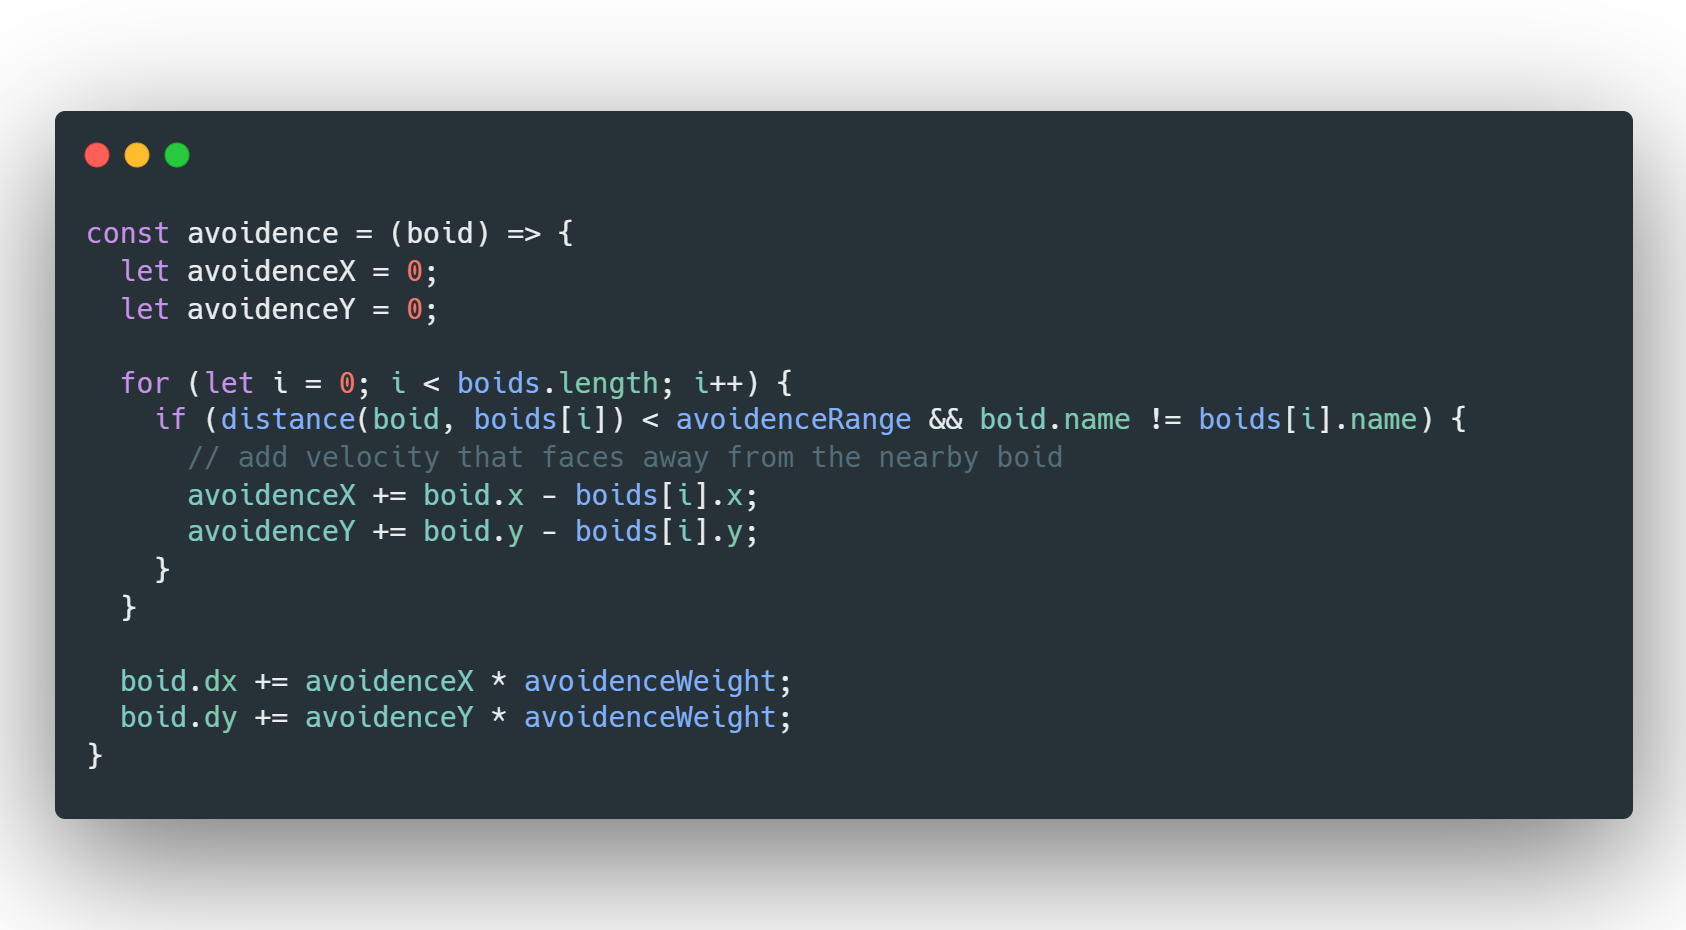 const avoidence = (boid) => {
  let avoidenceX = 0;
  let avoidenceY = 0;

  for (let i = 0; i < boids.length; i++) {
    if (distance(boid, boids[i]) < avoidenceRange && boid.name != boids[i].name) {
      // add velocity that faces away from the nearby boid
      avoidenceX += boid.x - boids[i].x;
      avoidenceY += boid.y - boids[i].y;
    }
  }

  boid.dx += avoidenceX * avoidenceWeight;
  boid.dy += avoidenceY * avoidenceWeight;
}